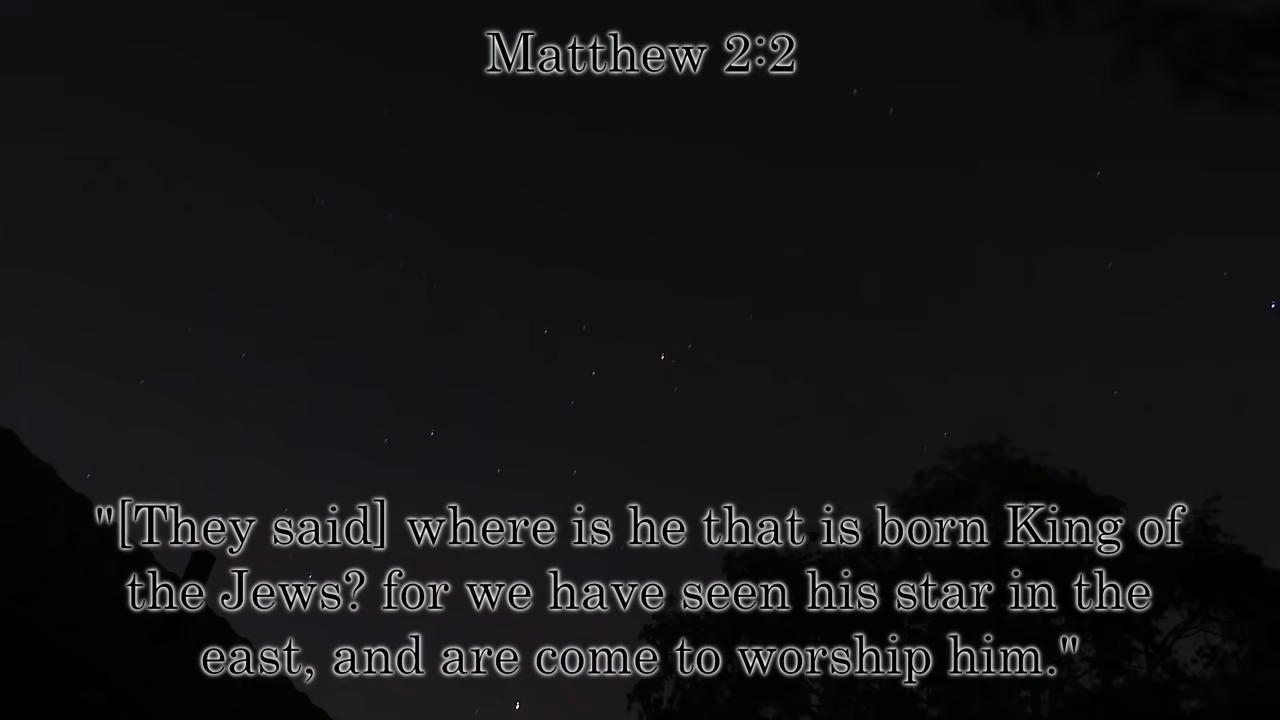 Matthew 2:2
"[They said] where is he that is born King of
the Jews? for we have seen his star in the
east, and are come to worship him."